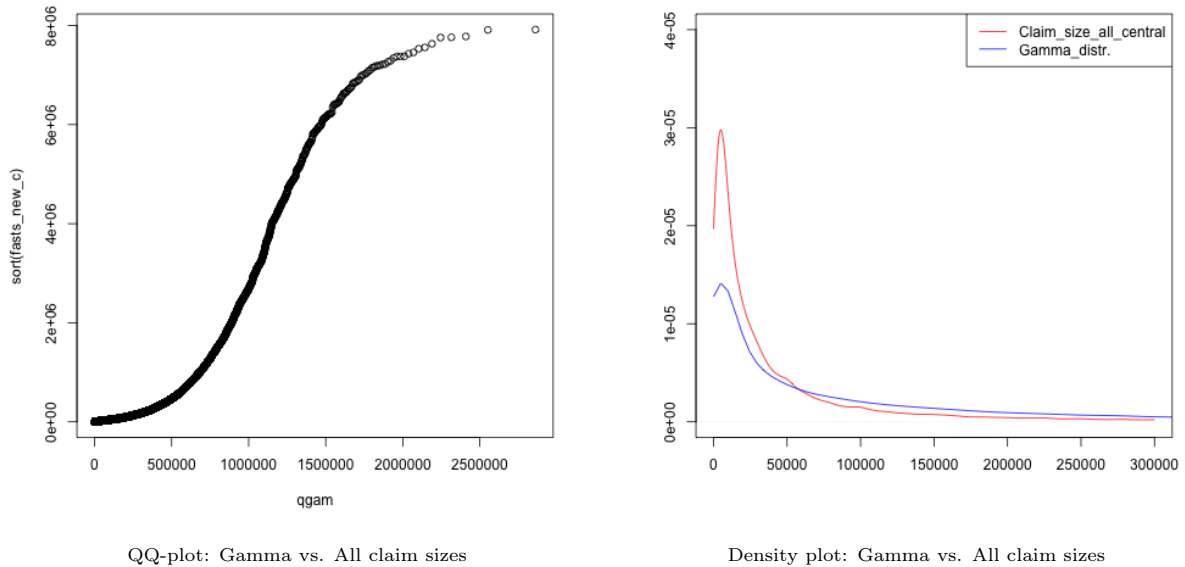 8e+06
6e+06
4e+06
2e+06
0e+00
sort(fasts_new_c)
0 500000 1000000 1500000 2000000 2500000
qgam
QQ-plot: Gamma vs. All claim sizes
4e-05
3e-05
2e-05
1e-05
0e+00
Claim_size_all_central
Gamma_distr.
0 50000 100000 150000 200000 250000 300000
Density plot: Gamma vs. All claim sizes